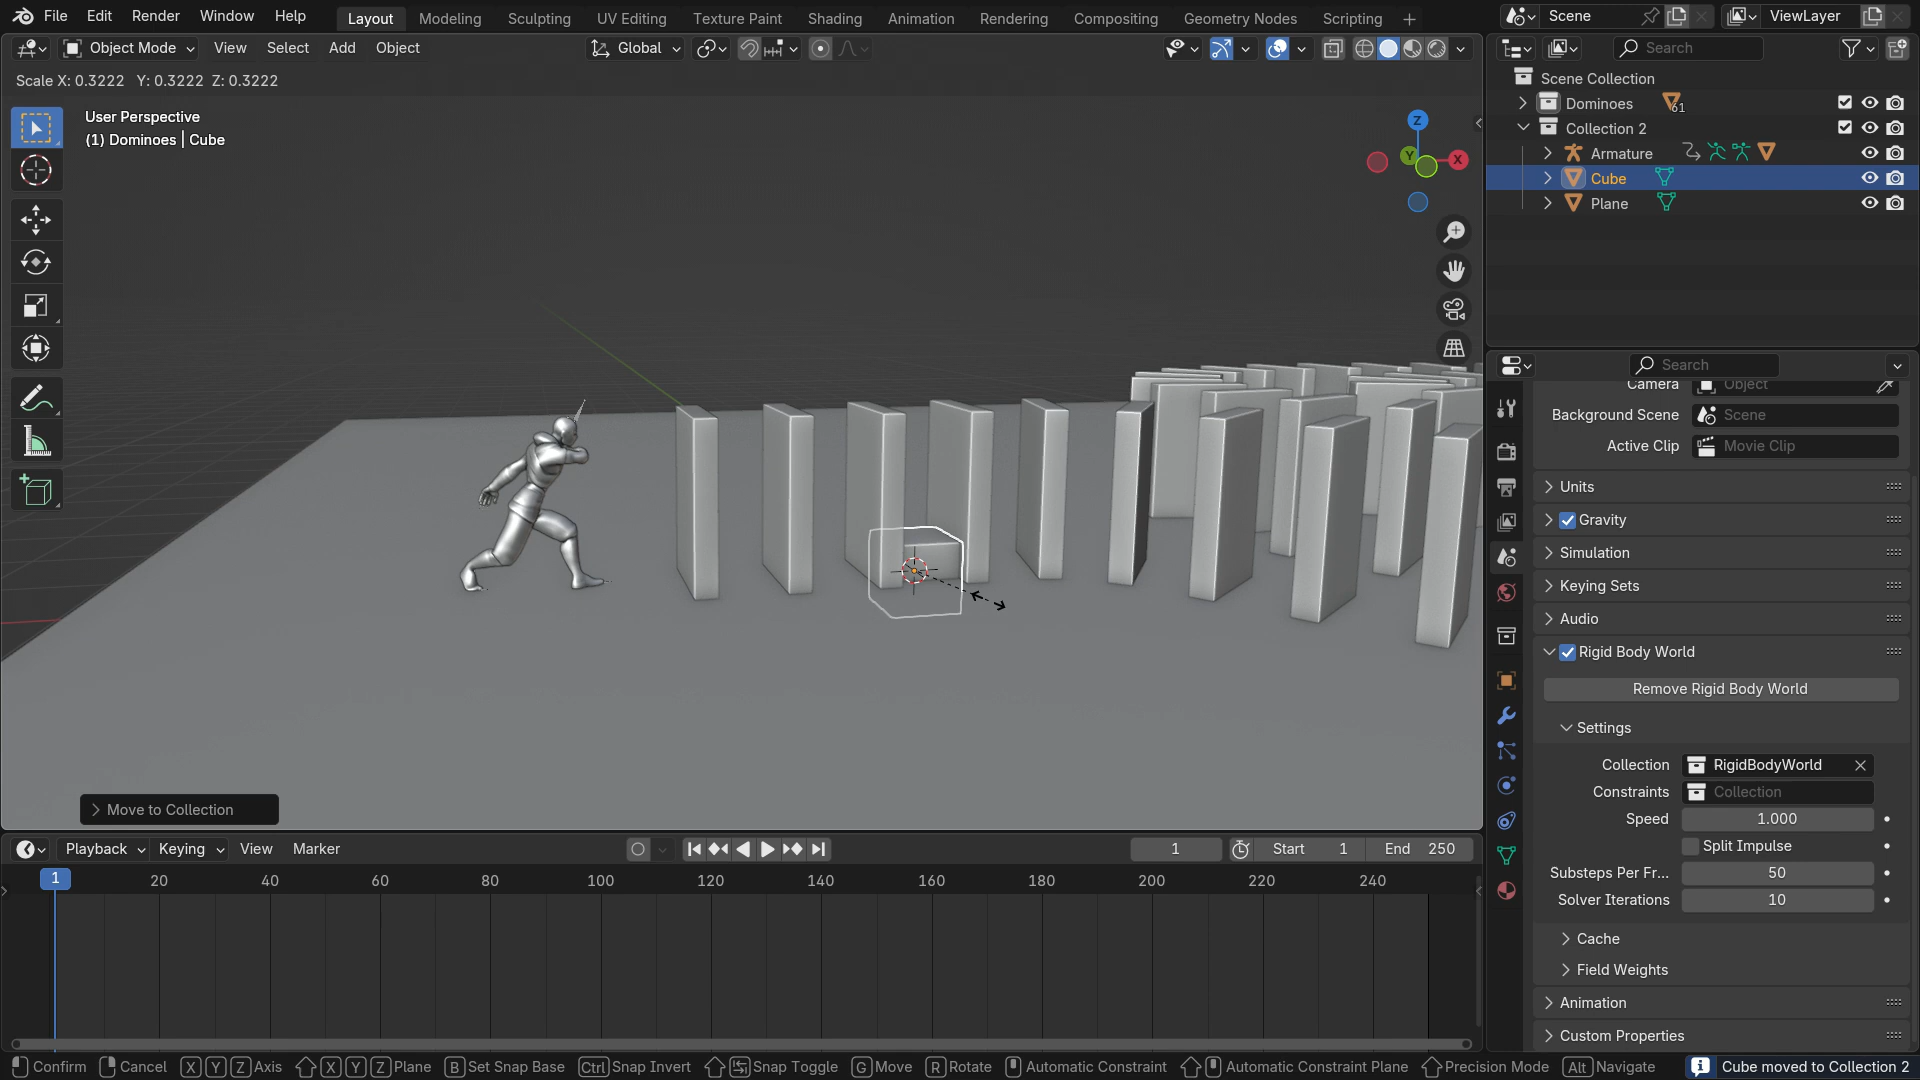 File Edit Render Window Help Layout Modeling Sculpting UV Editing Texture Paint Shading Animation Rendering Compositing Geometry Nodes Scripting + Scene ViewLayer
Object Mode View Select Add Object Global Search
Scale X: 0.3222 Y: 0.3222 Z: 0.3222
Scene Collection
Dominoes 61
Collection 2
Armature
Cube
Plane
User Perspective
(1) Dominoes | Cube
Z
Y
X
Search
Camera Object
Background Scene Scene
Active Clip Movie Clip
Units
Gravity
Simulation
Keying Sets
Audio
Rigid Body World
Remove Rigid Body World
Settings
Collection RigidBodyWorld
Constraints Collection
Speed 1.000
Split Impulse
Substeps Per Fr... 50
Solver Iterations 10
Cache
Field Weights
Animation
Custom Properties
Move to Collection
Playback Keying View Marker 1 Start 1 End 250
1 20 40 60 80 100 120 140 160 180 200 220 240
Confirm Cancel X Y Z Axis X Y Z Plane B Set Snap Base Ctrl Snap Invert Snap Toggle G Move R Rotate Automatic Constraint Automatic Constraint Plane Precision Mode Alt Navigate Cube moved to Collection 2